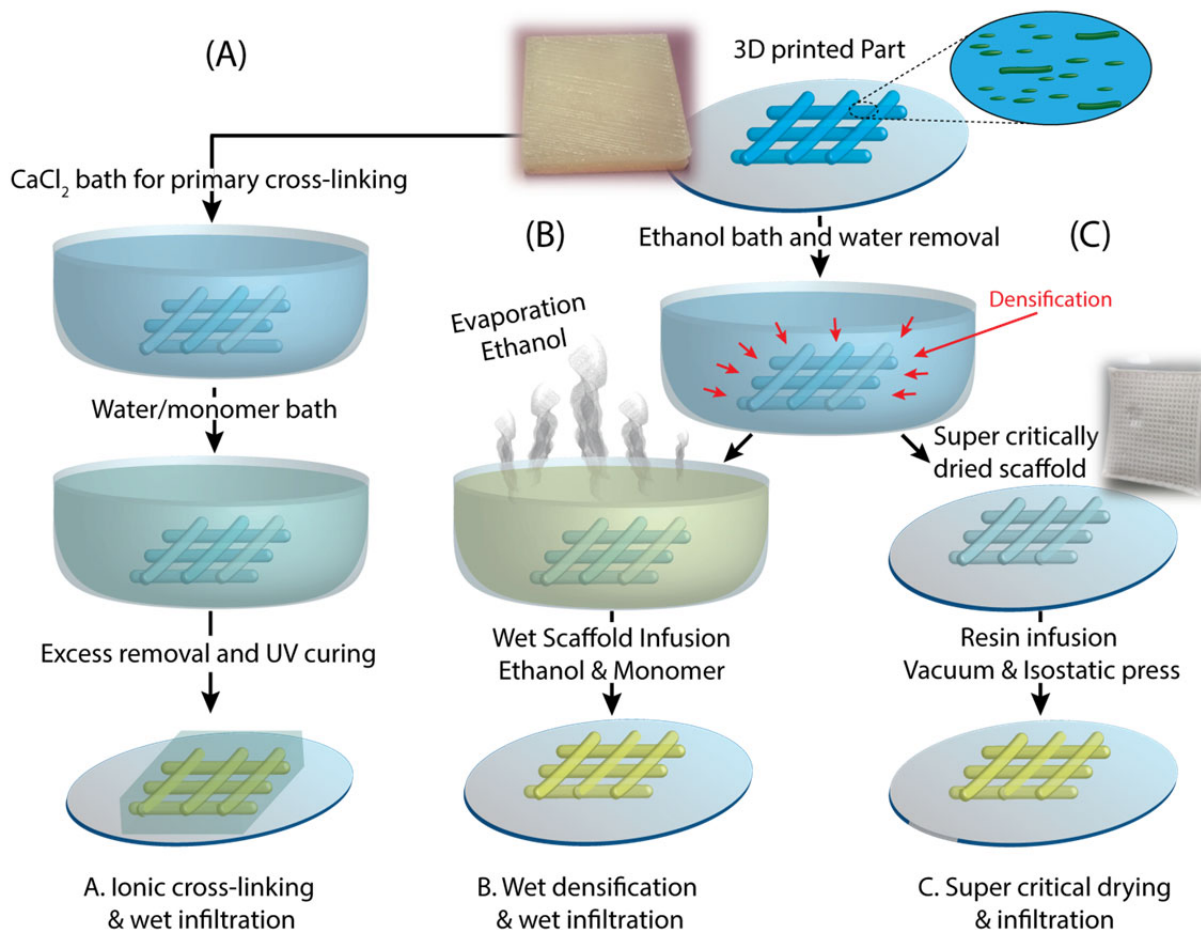 (A)
3D printed Part
CaCl₂ bath for primary cross-linking
(B)
Ethanol bath and water removal
(C)
Evaporation
Ethanol
Densification
Water/monomer bath
Super critically
dried scaffold
Excess removal and UV curing
Wet Scaffold Infusion
Ethanol & Monomer
Resin infusion
Vacuum & Isostatic press
A. Ionic cross-linking
& wet infiltration
B. Wet densification
& wet infiltration
C. Super critical drying
& infiltration